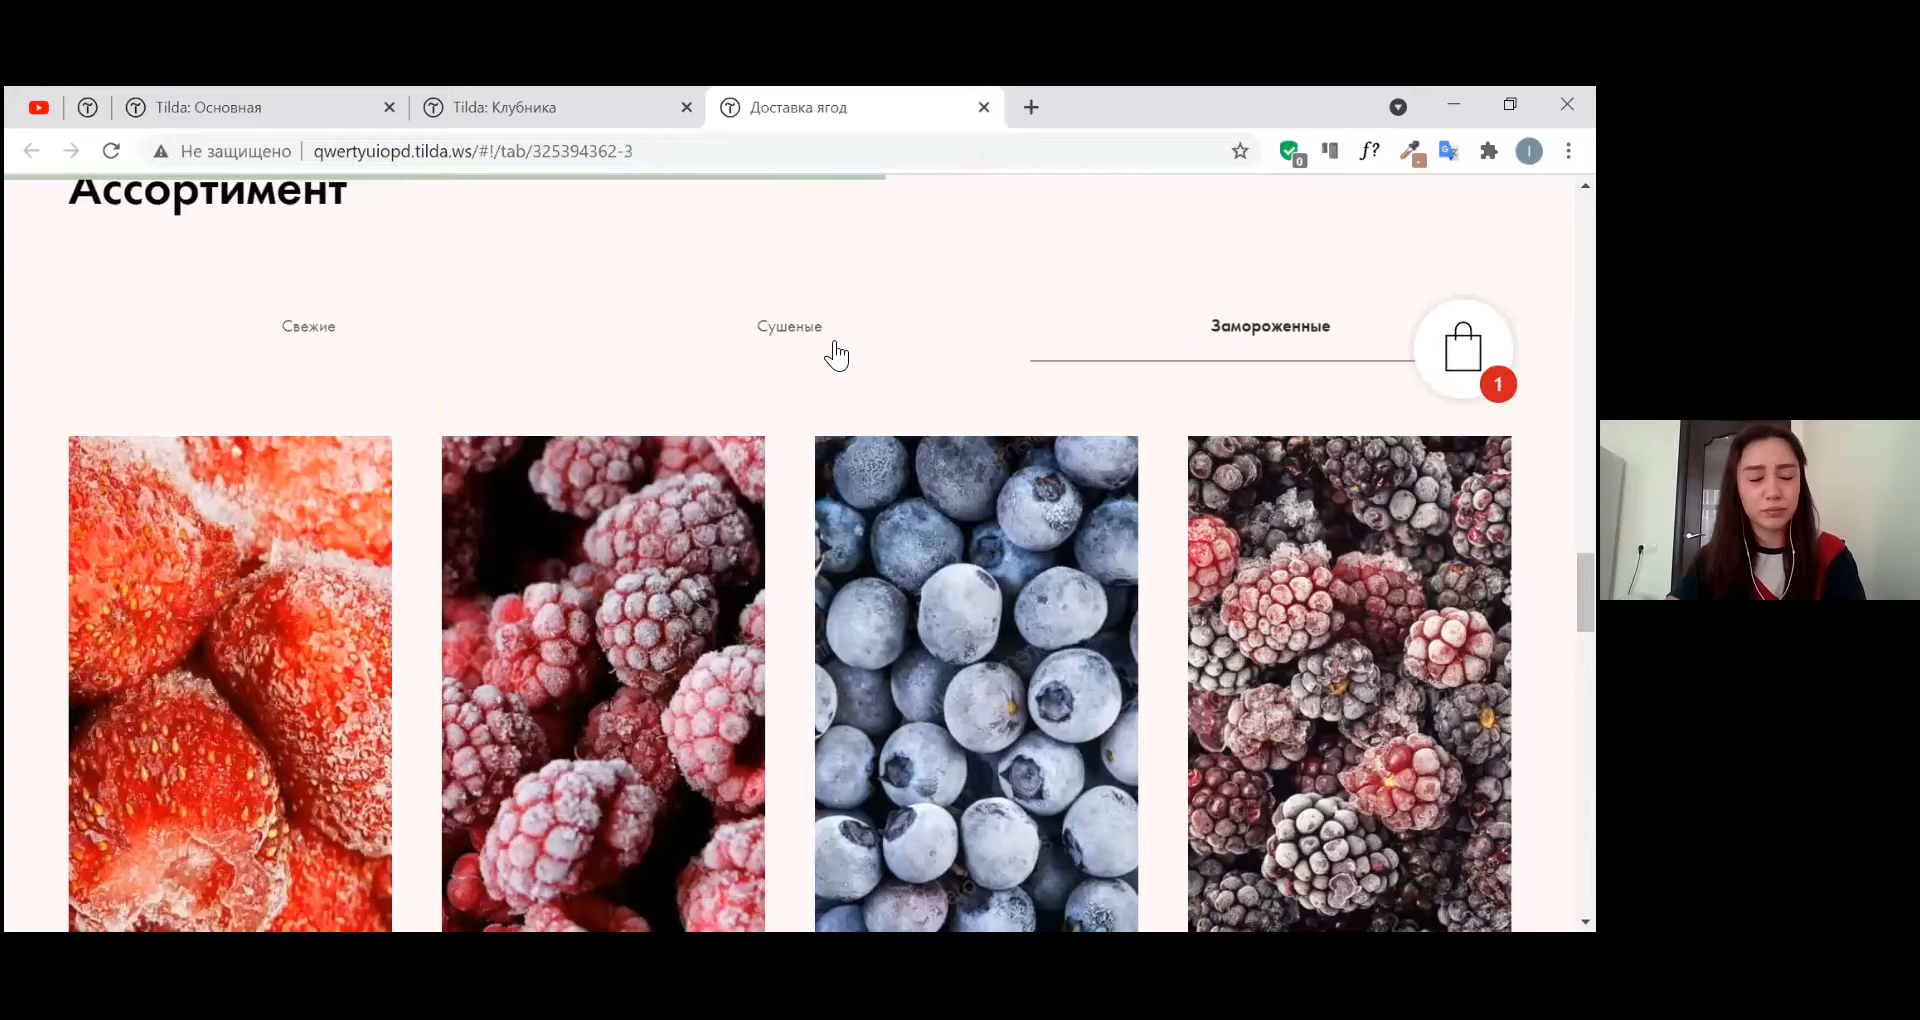 Tilda: Основная
Tilda: Клубника
Доставка ягод
Не защищено
qwertyuiopd.tilda.ws/#!/tab/325394362-3
0
f?
I
Ассортимент
Свежие
Сушеные
Замороженные
1